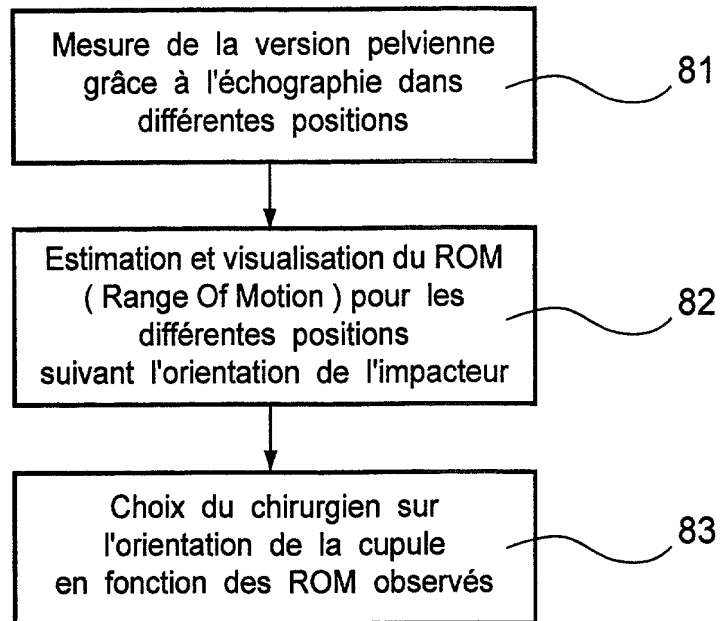 Mesure de la version pelvienne
grâce à l'échographie dans
différentes positions
81
Estimation et visualisation du ROM
( Range Of Motion ) pour les
différentes positions
suivant l'orientation de l'impacteur
82
Choix du chirurgien sur
l'orientation de la cupule
en fonction des ROM observés
83